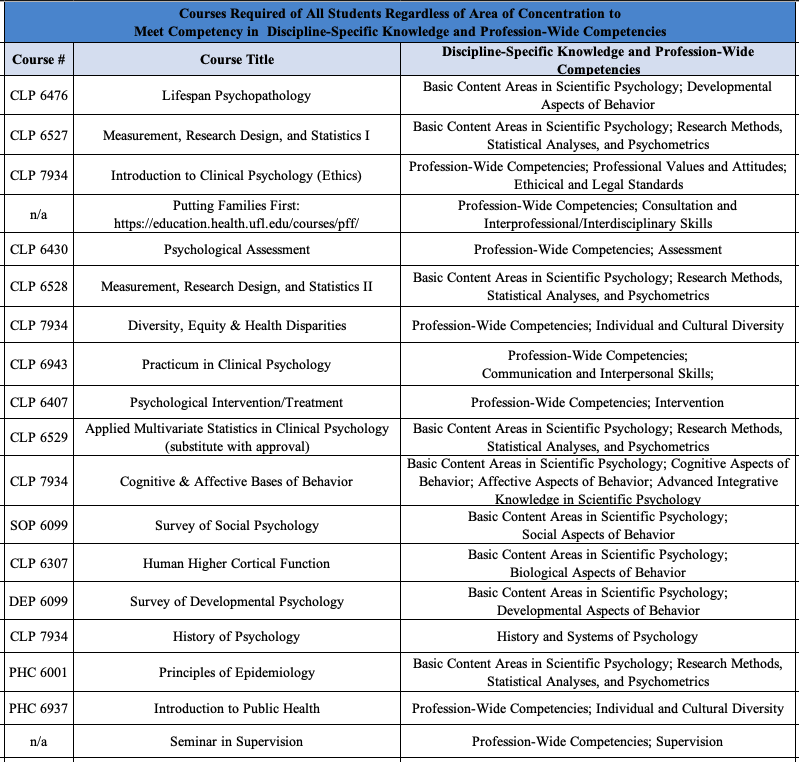 Courses Required of All Students Regardless of Area of Concentration to
Meet Competency in Discipline-Specific Knowledge and Profession-Wide Competencies
Course #
Course Title
Discipline-Specific Knowledge and Profession-Wide
Competencies
CLP 6476
Lifespan Psychopathology
Basic Content Areas in Scientific Psychology; Developmental
Aspects of Behavior
CLP 6527
Measurement, Research Design, and Statistics I
Basic Content Areas in Scientific Psychology; Research Methods,
Statistical Analyses, and Psychometrics
CLP 7934
Introduction to Clinical Psychology (Ethics)
Profession-Wide Competencies; Professional Values and Attitudes;
Ethicical and Legal Standards
n/a
Putting Families First:
https://education.health.ufl.edu/courses/pff/
Profession-Wide Competencies; Consultation and
Interprofessional/Interdisciplinary Skills
CLP 6430
Psychological Assessment
Profession-Wide Competencies; Assessment
CLP 6528
Measurement, Research Design, and Statistics II
Basic Content Areas in Scientific Psychology; Research Methods,
Statistical Analyses, and Psychometrics
CLP 7934
Diversity, Equity & Health Disparities
Profession-Wide Competencies; Individual and Cultural Diversity
CLP 6943
Practicum in Clinical Psychology
Profession-Wide Competencies;
Communication and Interpersonal Skills;
CLP 6407
Psychological Intervention/Treatment
Profession-Wide Competencies; Intervention
CLP 6529
Applied Multivariate Statistics in Clinical Psychology
(substitute with approval)
Basic Content Areas in Scientific Psychology; Research Methods,
Statistical Analyses, and Psychometrics
CLP 7934
Cognitive & Affective Bases of Behavior
Basic Content Areas in Scientific Psychology; Cognitive Aspects of
Behavior; Affective Aspects of Behavior; Advanced Integrative
Knowledge in Scientific Psychology
SOP 6099
Survey of Social Psychology
Basic Content Areas in Scientific Psychology;
Social Aspects of Behavior
CLP 6307
Human Higher Cortical Function
Basic Content Areas in Scientific Psychology;
Biological Aspects of Behavior
DEP 6099
Survey of Developmental Psychology
Basic Content Areas in Scientific Psychology;
Developmental Aspects of Behavior
CLP 7934
History of Psychology
History and Systems of Psychology
PHC 6001
Principles of Epidemiology
Basic Content Areas in Scientific Psychology; Research Methods,
Statistical Analyses, and Psychometrics
PHC 6937
Introduction to Public Health
Profession-Wide Competencies; Individual and Cultural Diversity
n/a
Seminar in Supervision
Profession-Wide Competencies; Supervision